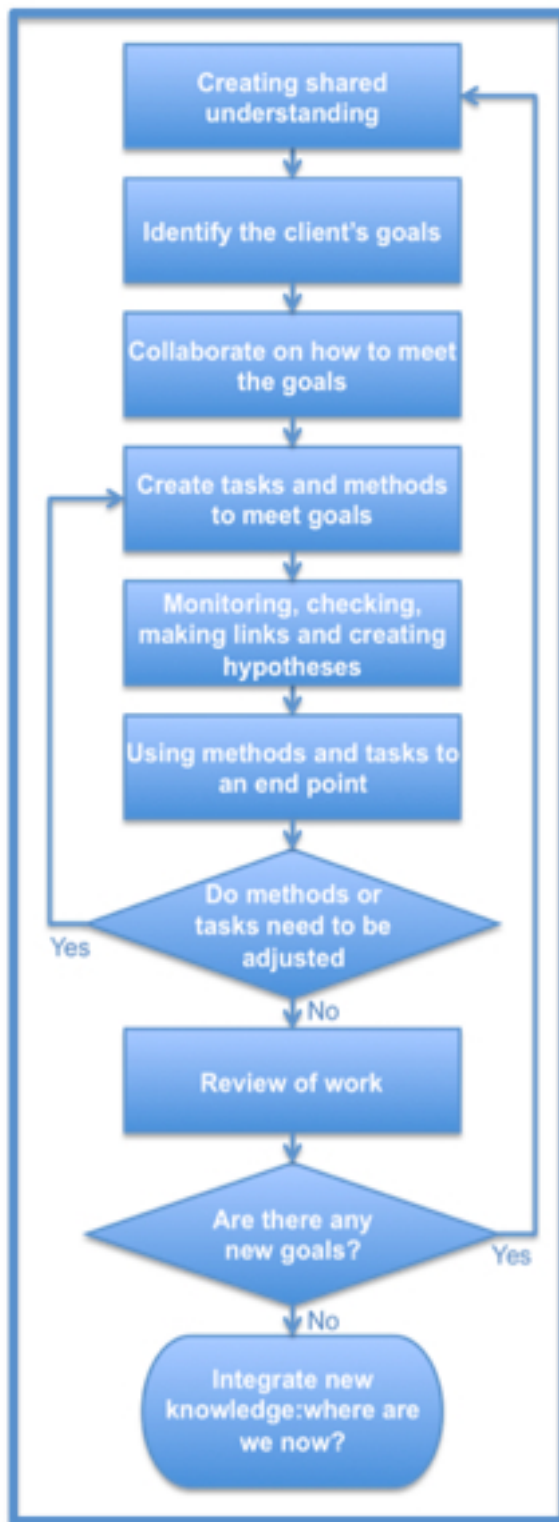 Creating shared
understanding
Identify the client's goals
Collaborate on how to meet
the goals
Create tasks and methods
to meet goals
Monitoring, checking,
making links and creating
hypotheses
Using methods and tasks to
an end point
Do methods or
tasks need to be
adjusted
Yes
No
Review of work
Are there any
new goals?
Yes
No
Integrate new
knowledge:where are
we now?